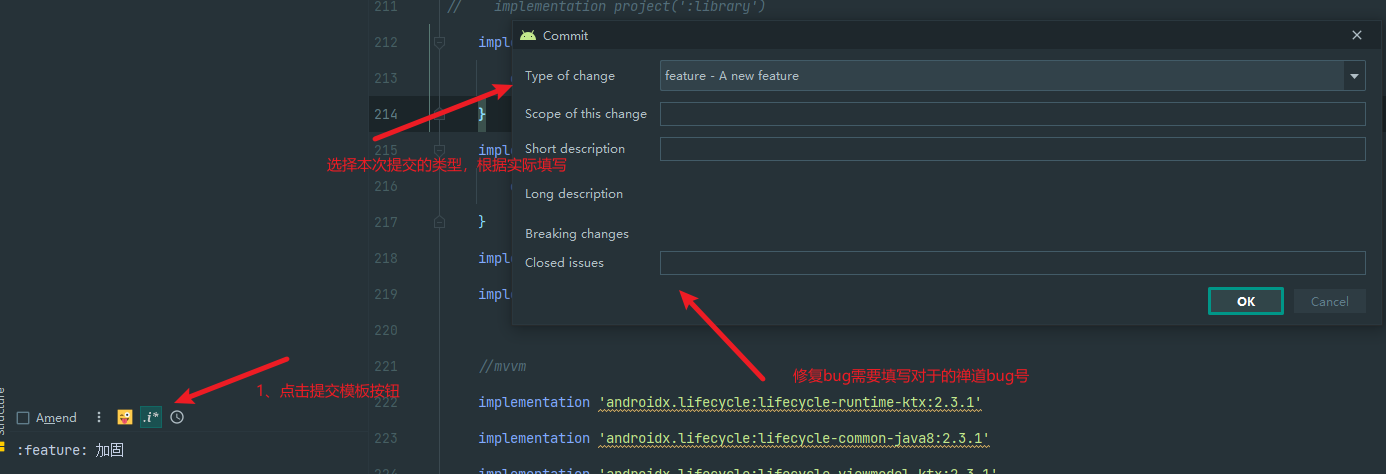 211 // implementation project(':library')
Commit
212 imple
Type of change feature - A new feature
213
Scope of this change
214 }
215 imple
Short description
选择本次提交的类型，根据实际填写
216
Long description
217 }
Breaking changes
218 imple
Closed issues
219 imple
OK Cancel
220
221 //mvvm
修复bug需要填写对于的禅道bug号
1、点击提交模板按钮
222 implementation 'androidx.lifecycle:lifecycle-runtime-ktx:2.3.1'
Structure
Amend .i*
223 implementation 'androidx.lifecycle:lifecycle-common-java8:2.3.1'
:feature: 加固
224 implementation 'androidx.lifecycle:lifecycle-viewmodel-ktx:2.3.1'